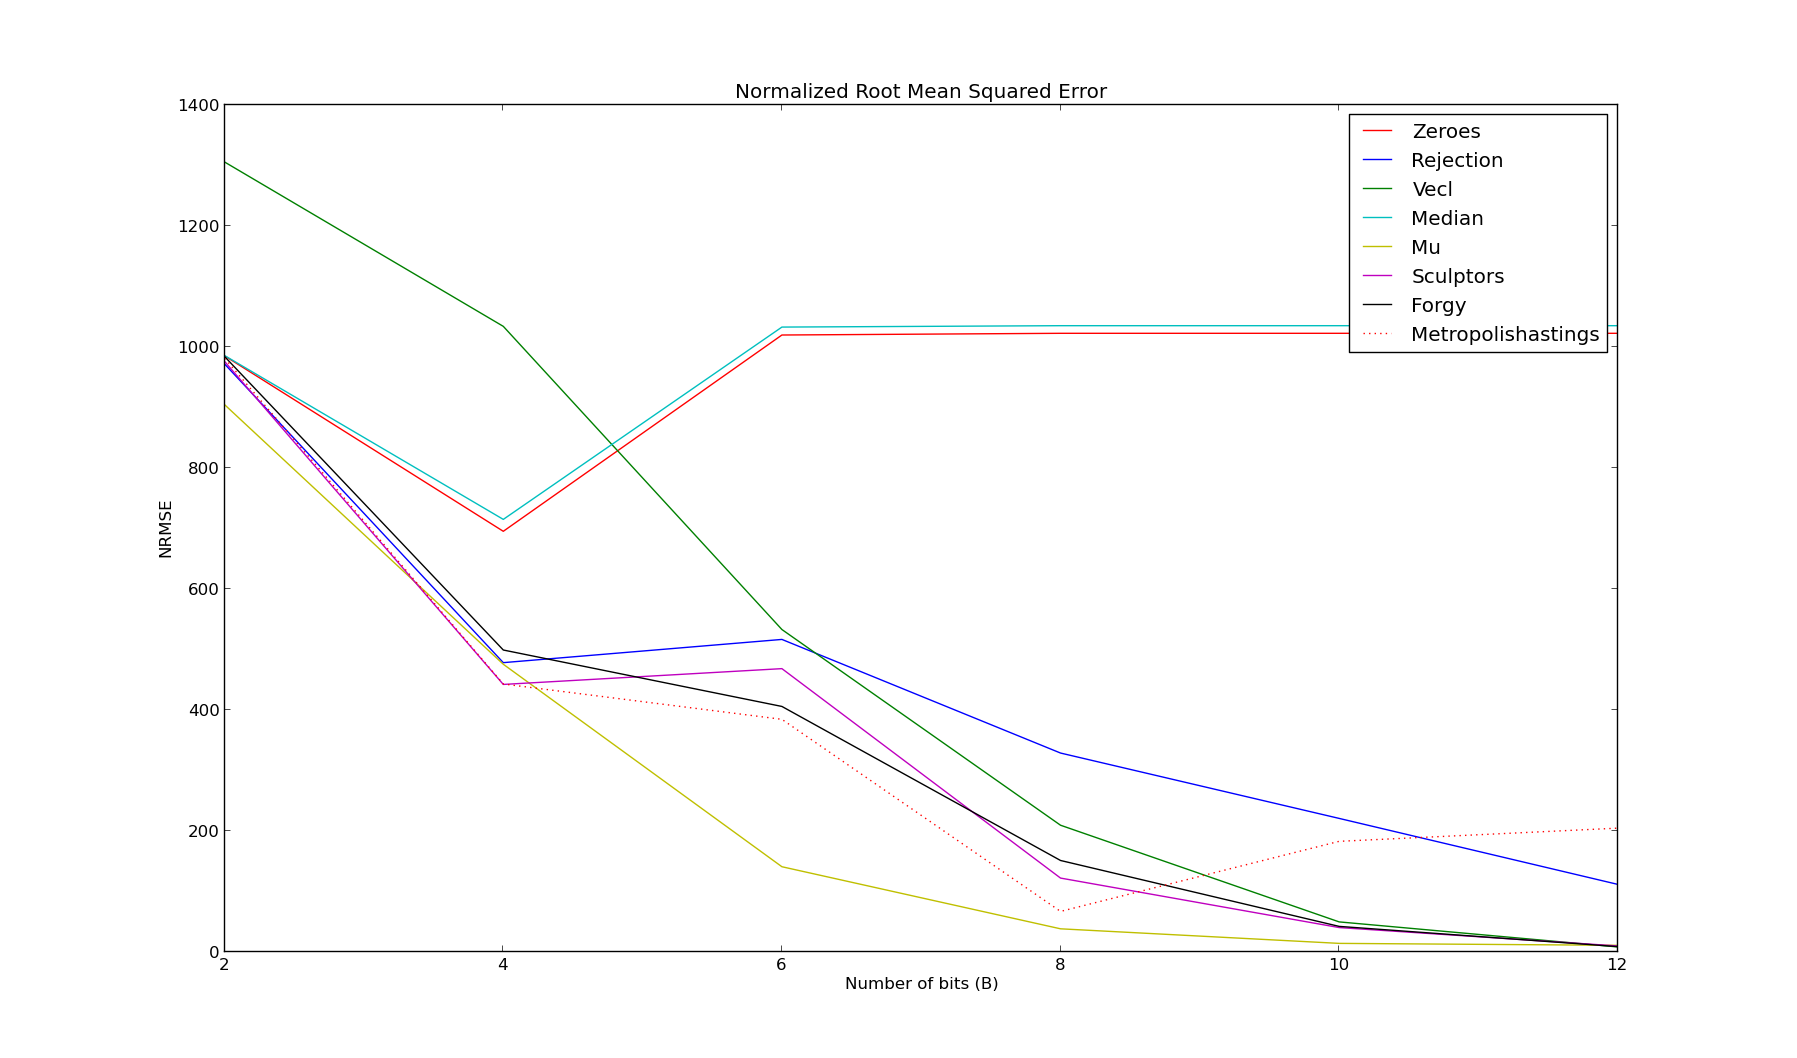 Normalized Root Mean Squared Error
1400
1200
1000
800
600
400
200
0
NRMSE
Zeroes
Rejection
Vecl
Median
Mu
Sculptors
Forgy
Metropolishastings
2 4 6 8 10 12
Number of bits (B)